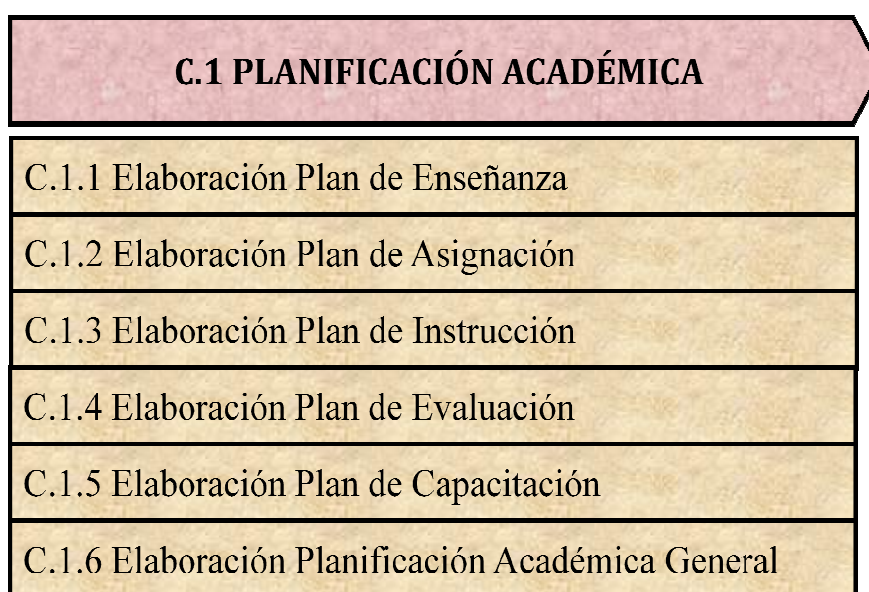 C.1 PLANIFICACIÓN ACADÉMICA
C.1.1 Elaboración Plan de Enseñanza
C.1.2 Elaboración Plan de Asignación
C.1.3 Elaboración Plan de Instrucción
C.1.4 Elaboración Plan de Evaluación
C.1.5 Elaboración Plan de Capacitación
C.1.6 Elaboración Planificación Académica General